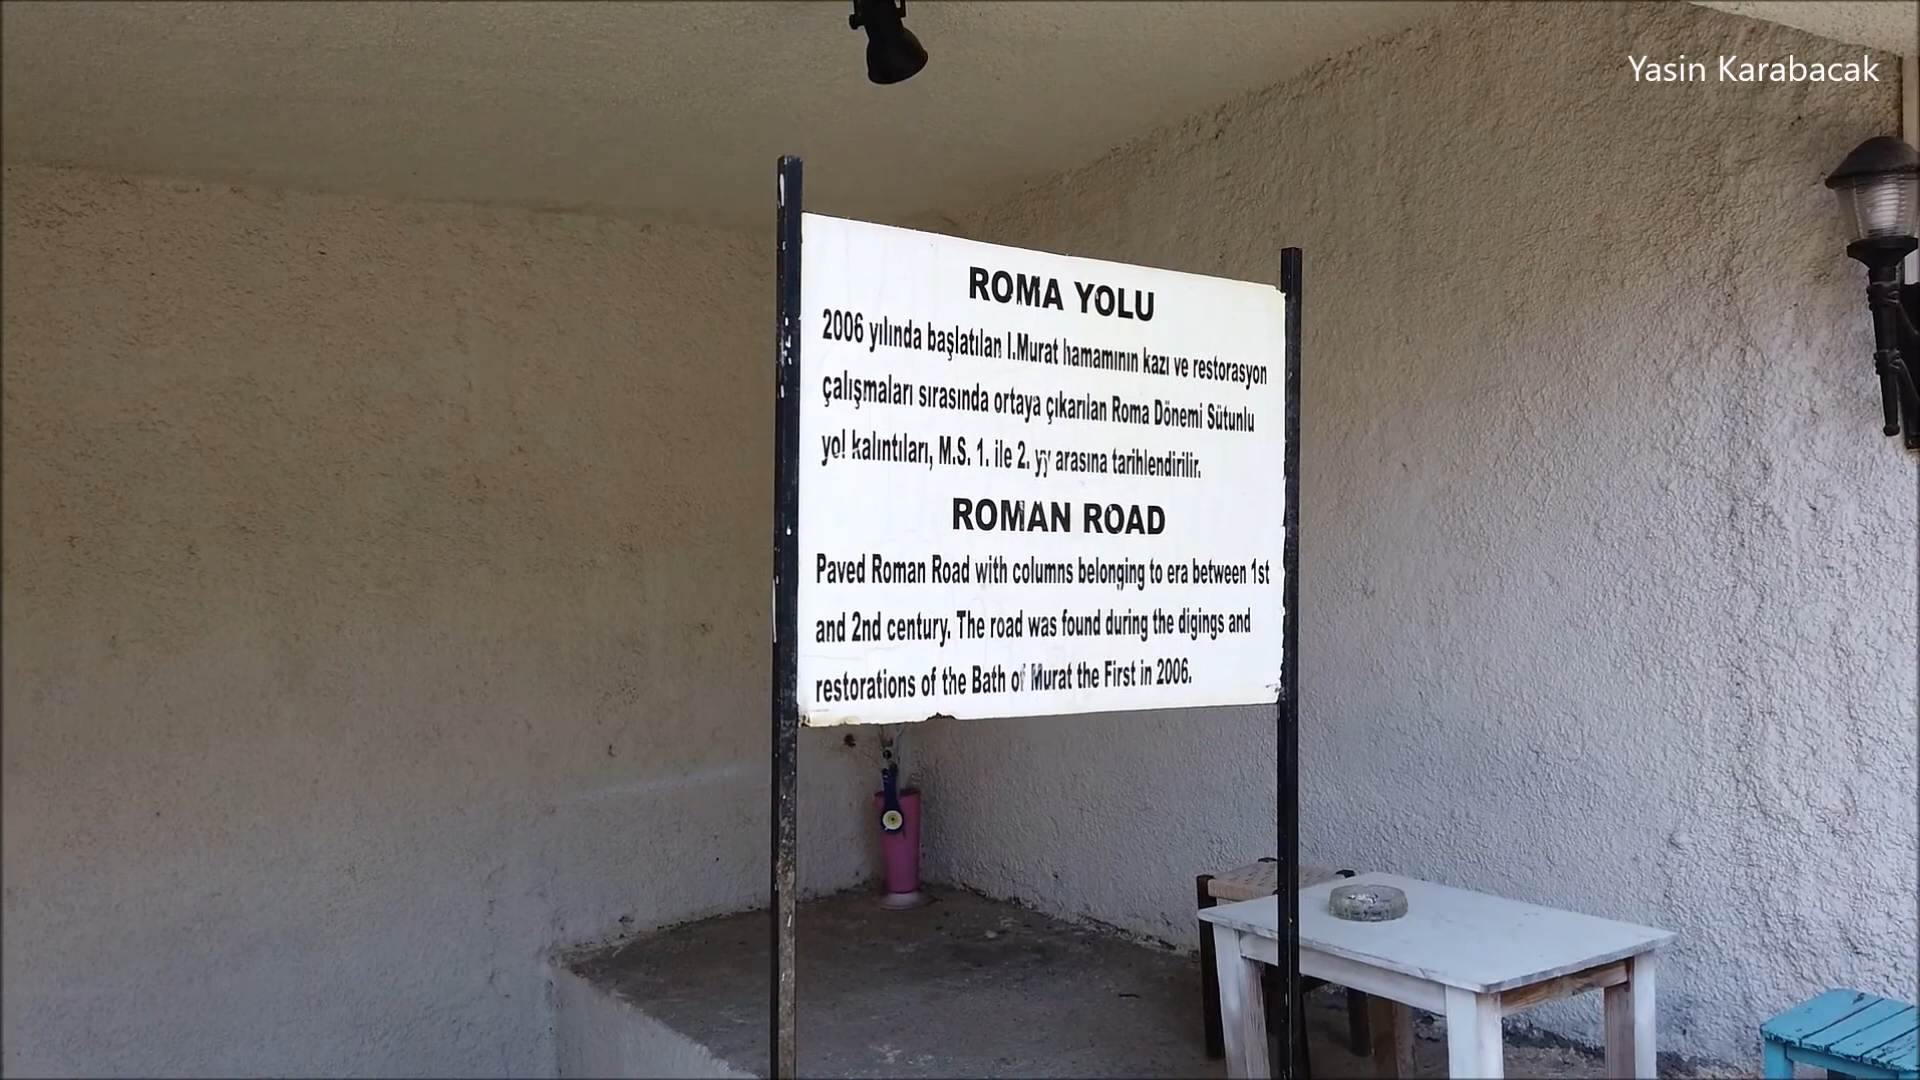 Yasin Karabacak
ROMA YOLU
2006 yılında başlatılan I.Murat hamamının kazı ve restorasyon
çalışmaları sırasında ortaya çıkarılan Roma Dönemi Sütunlu
yol kalıntıları, M.S. 1. ile 2. yy arasına tarihlendirilir.
ROMAN ROAD
Paved Roman Road with columns belonging to era between 1st
and 2nd century. The road was found during the digings and
restorations of the Bath of Murat the First in 2006.